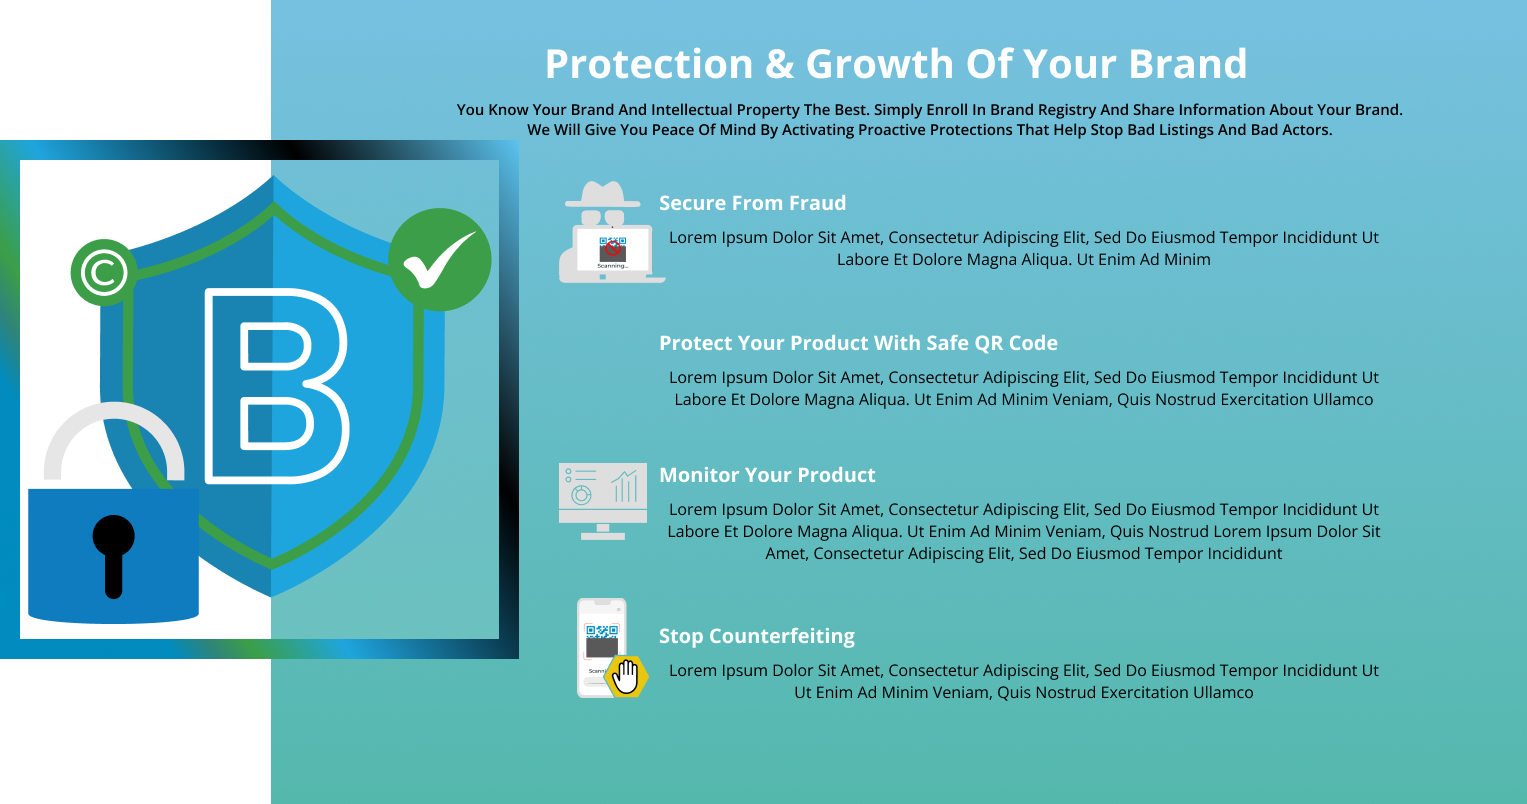 Protection & Growth Of Your Brand
You Know Your Brand And Intellectual Property The Best. Simply Enroll In Brand Registry And Share Information About Your Brand.
We Will Give You Peace Of Mind By Activating Proactive Protections That Help Stop Bad Listings And Bad Actors.
©
B
Secure From Fraud
Scanning...
Lorem Ipsum Dolor Sit Amet, Consectetur Adipiscing Elit, Sed Do Eiusmod Tempor Incididunt Ut
Labore Et Dolore Magna Aliqua. Ut Enim Ad Minim
Protect Your Product With Safe QR Code
Lorem Ipsum Dolor Sit Amet, Consectetur Adipiscing Elit, Sed Do Eiusmod Tempor Incididunt Ut
Labore Et Dolore Magna Aliqua. Ut Enim Ad Minim Veniam, Quis Nostrud Exercitation Ullamco
Monitor Your Product
Lorem Ipsum Dolor Sit Amet, Consectetur Adipiscing Elit, Sed Do Eiusmod Tempor Incididunt Ut
Labore Et Dolore Magna Aliqua. Ut Enim Ad Minim Veniam, Quis Nostrud Lorem Ipsum Dolor Sit
Amet, Consectetur Adipiscing Elit, Sed Do Eiusmod Tempor Incididunt
Stop Counterfeiting
Lorem Ipsum Dolor Sit Amet, Consectetur Adipiscing Elit, Sed Do Eiusmod Tempor Incididunt Ut
Ut Enim Ad Minim Veniam, Quis Nostrud Exercitation Ullamco